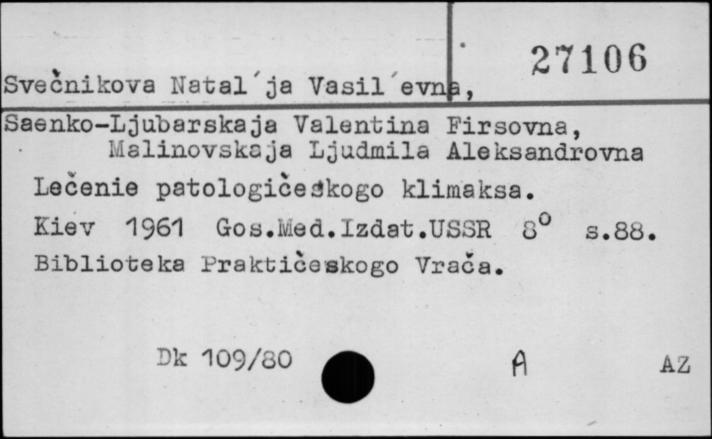 27106
Svečnikova Natal´ja Vasil´evna,
Saenko-Ljubarskaja Valentina Firsovna,
Malinovskaja Ljudmila Aleksandrovna
Lečenie patologičeskogo klimaksa.
Kiev 1961 Gos.Med.Izdat.USSR 8° s.88.
Biblioteka Praktičeskogo Vrača.
Dk 109/80 A AZ